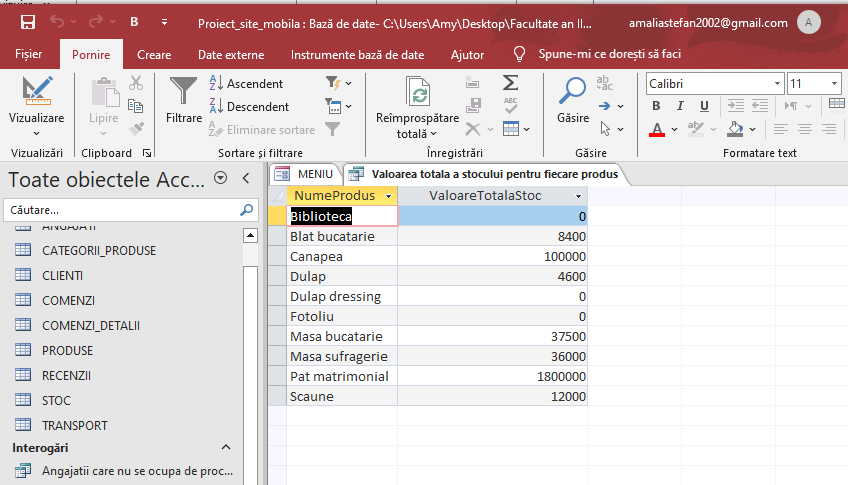 B
Proiect_site_mobila : Bază de date- C:\Users\Amy\Desktop\Facultate an II...
amaliastefan2002@gmail.com
A
Fișier
Pornire
Creare
Date externe
Instrumente bază de date
Ajutor
Spune-mi ce dorești să faci
Vizualizare
Vizualizări
Lipire
Clipboard
Filtrare
Ascendent
Descendent
Eliminare sortare
Sortare și filtrare
Reîmprospătare
totală
Înregistrări
ABC
Găsire
Găsire
Calibri
11
B I U
A
Formatare text
Toate obiectele Acc...
Căutare...
ANGAJATI
CATEGORII_PRODUSE
CLIENTI
COMENZI
COMENZI_DETALII
PRODUSE
RECENZII
STOC
TRANSPORT
Interogări
Angajatii care nu se ocupa de proc...
MENIU
Valoarea totala a stocului pentru fiecare produs
NumeProdus ValoareTotalaStoc
Biblioteca 0
Blat bucatarie 8400
Canapea 100000
Dulap 4600
Dulap dressing 0
Fotoliu 0
Masa bucatarie 37500
Masa sufragerie 36000
Pat matrimonial 1800000
Scaune 12000